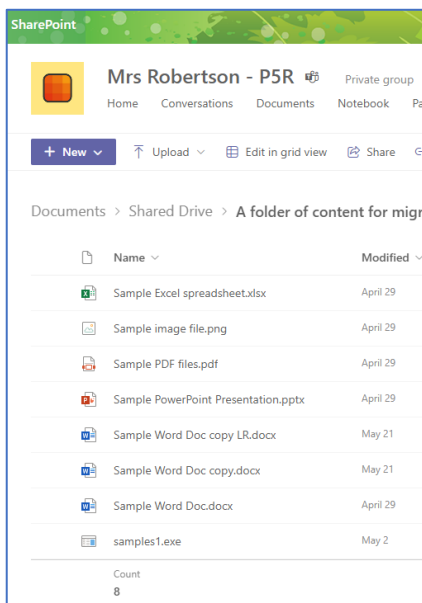 SharePoint
Mrs Robertson - P5R Private group
Home Conversations Documents Notebook
+ New Upload Edit in grid view Share
Documents > Shared Drive > A folder of content for
Name Modified
Sample Excel spreadsheet.xlsx April 29
Sample image file.png April 29
Sample PDF files.pdf April 29
Sample PowerPoint Presentation.pptx April 29
Sample Word Doc copy LR.docx May 21
Sample Word Doc copy.docx May 21
Sample Word Doc.docx April 29
samples1.exe May 2
Count
8